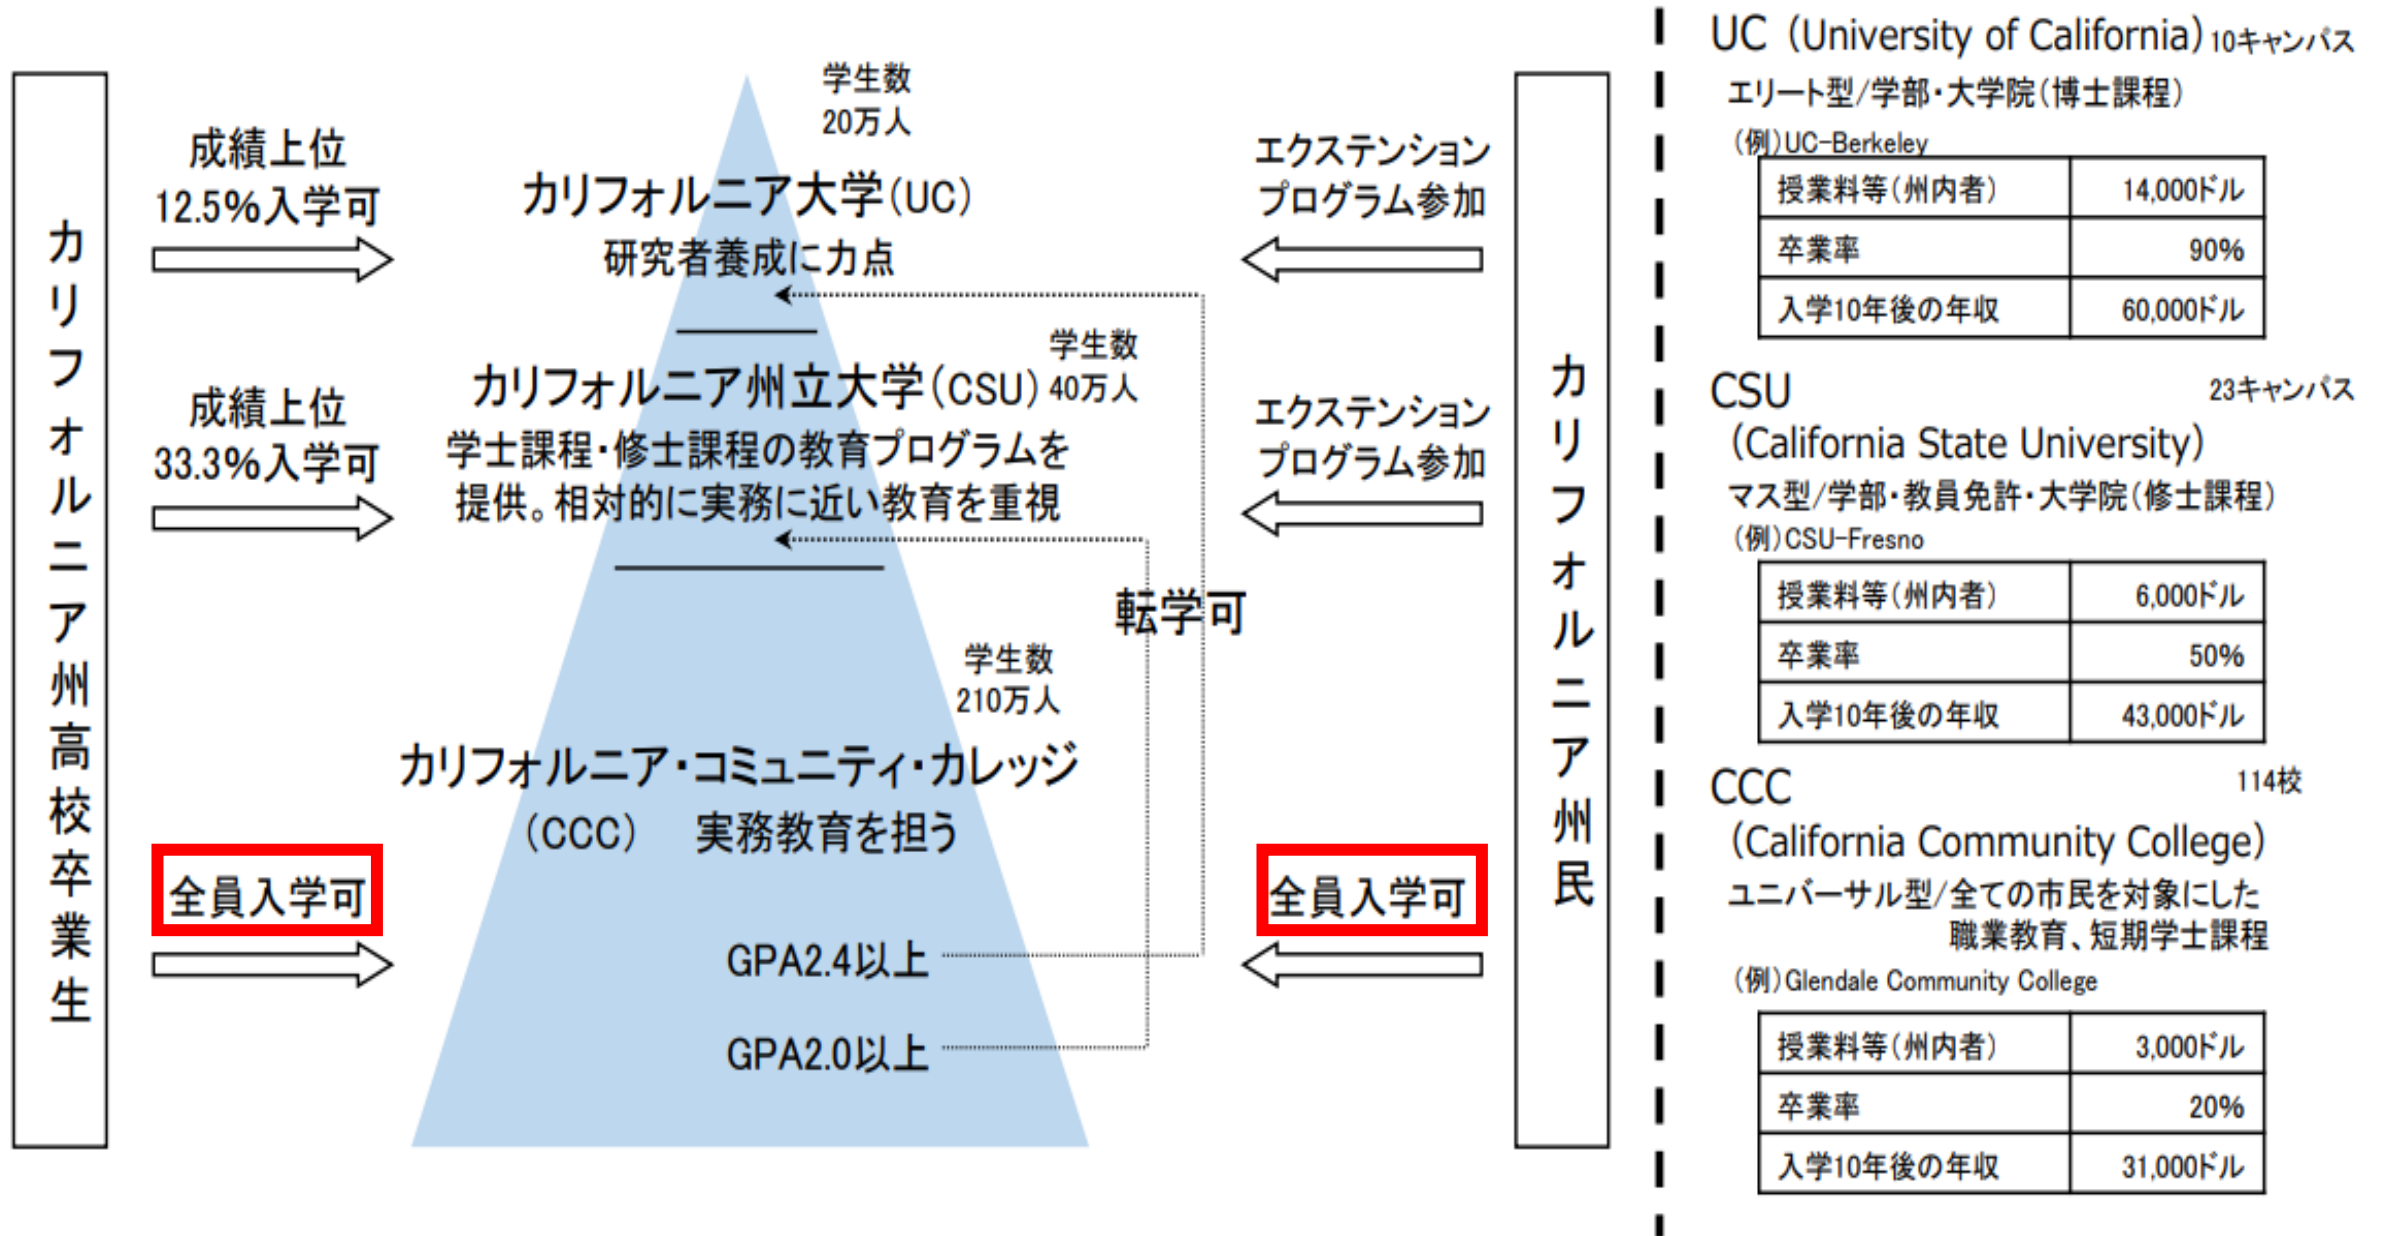 カリフォルニア州高校卒業生
成績上位
12.5%入学可
成績上位
33.3%入学可
全員入学可
学生数
20万人
カリフォルニア大学(UC)
研究者養成に力点
学生数
40万人
カリフォルニア州立大学(CSU)
学士課程・修士課程の教育プログラムを
提供。相対的に実務に近い教育を重視
転学可
学生数
210万人
カリフォルニア・コミュニティ・カレッジ
(CCC) 実務教育を担う
GPA2.4以上
GPA2.0以上
エクステンション
プログラム参加
エクステンション
プログラム参加
全員入学可
カリフォルニア州民
UC (University of California) 10キャンパス
エリート型/学部・大学院(博士課程)
(例)UC-Berkeley
授業料等(州内者) 14,000ドル
卒業率 90%
入学10年後の年収 60,000ドル
CSU 23キャンパス
(California State University)
マス型/学部・教員免許・大学院(修士課程)
(例)CSU-Fresno
授業料等(州内者) 6,000ドル
卒業率 50%
入学10年後の年収 43,000ドル
CCC 114校
(California Community College)
ユニバーサル型/全ての市民を対象にした
職業教育、短期学士課程
(例)Glendale Community College
授業料等(州内者) 3,000ドル
卒業率 20%
入学10年後の年収 31,000ドル